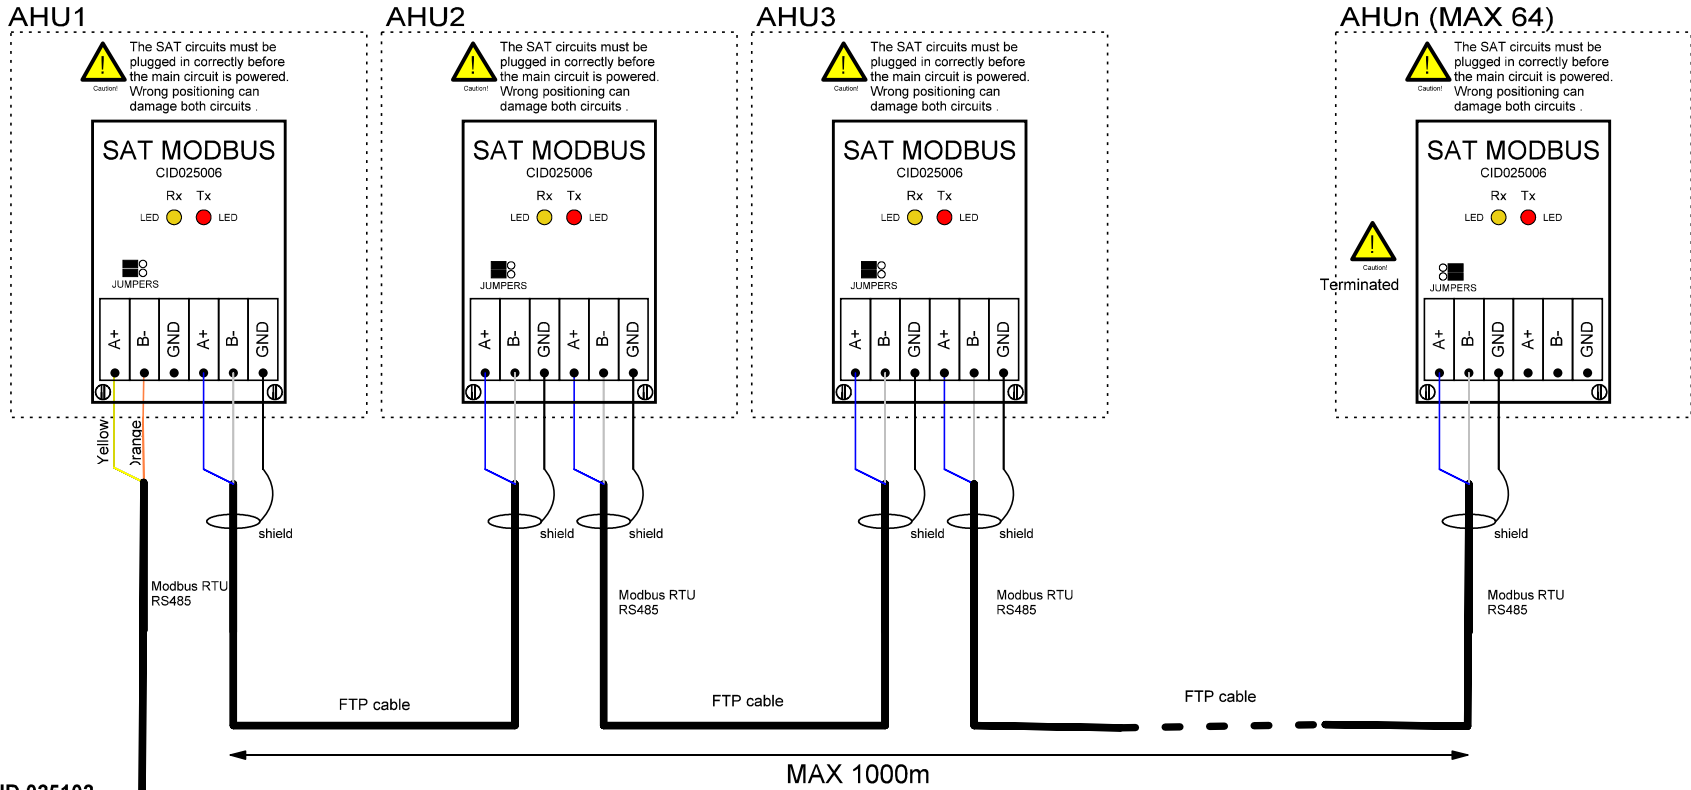 AHU1
The SAT circuits must be
plugged in correctly before
the main circuit is powered.
Wrong positioning can
damage both circuits .
Caution!
SAT MODBUS
CID025006
Rx Tx
LED LED
JUMPERS
A+ B- GND A+ B- GND
Yellow
shield
Modbus RTU
RS485
AHU2
The SAT circuits must be
plugged in correctly before
the main circuit is powered.
Wrong positioning can
damage both circuits .
Caution!
SAT MODBUS
CID025006
Rx Tx
LED LED
JUMPERS
A+ B- GND A+ B- GND
shield shield
Modbus RTU
RS485
AHU3
The SAT circuits must be
plugged in correctly before
the main circuit is powered.
Wrong positioning can
damage both circuits .
Caution!
SAT MODBUS
CID025006
Rx Tx
LED LED
JUMPERS
A+ B- GND A+ B- GND
shield shield
Modbus RTU
RS485
AHUn (MAX 64)
The SAT circuits must be
plugged in correctly before
the main circuit is powered.
Wrong positioning can
damage both circuits .
Caution!
SAT MODBUS
CID025006
Rx Tx
LED LED
Caution!
Terminated
JUMPERS
A+ B- GND A+ B- GND
shield
Modbus RTU
RS485
FTP cable
FTP cable
FTP cable
MAX 1000m